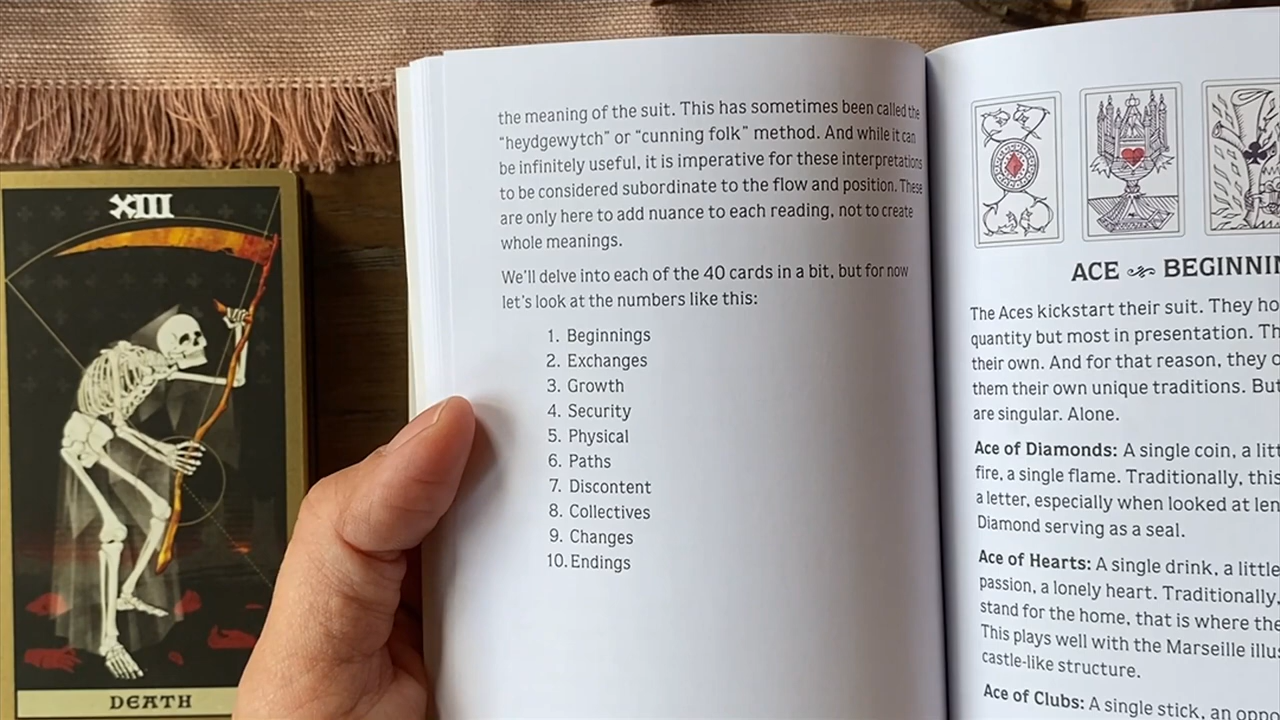 XIII
DEATH
the meaning of the suit. This has sometimes been called the
“heydgewytch” or “cunning folk” method. And while it can
be infinitely useful, it is imperative for these interpretations
to be considered subordinate to the flow and position. These
are only here to add nuance to each reading, not to create
whole meanings.
We’ll delve into each of the 40 cards in a bit, but for now
let’s look at the numbers like this:
1. Beginnings
2. Exchanges
3. Growth
4. Security
5. Physical
6. Paths
7. Discontent
8. Collectives
9. Changes
10. Endings
ACE BEGINNIN
The Aces kickstart their suit. They ho
quantity but most in presentation. Th
their own. And for that reason, they
them their own unique traditions. But
are singular. Alone.
Ace of Diamonds: A single coin, a litt
fire, a single flame. Traditionally, this
a letter, especially when looked at len
Diamond serving as a seal.
Ace of Hearts: A single drink, a little
passion, a lonely heart. Traditionally,
stand for the home, that is where the
This plays well with the Marseille illus
castle-like structure.
Ace of Clubs: A single stick, an oppo